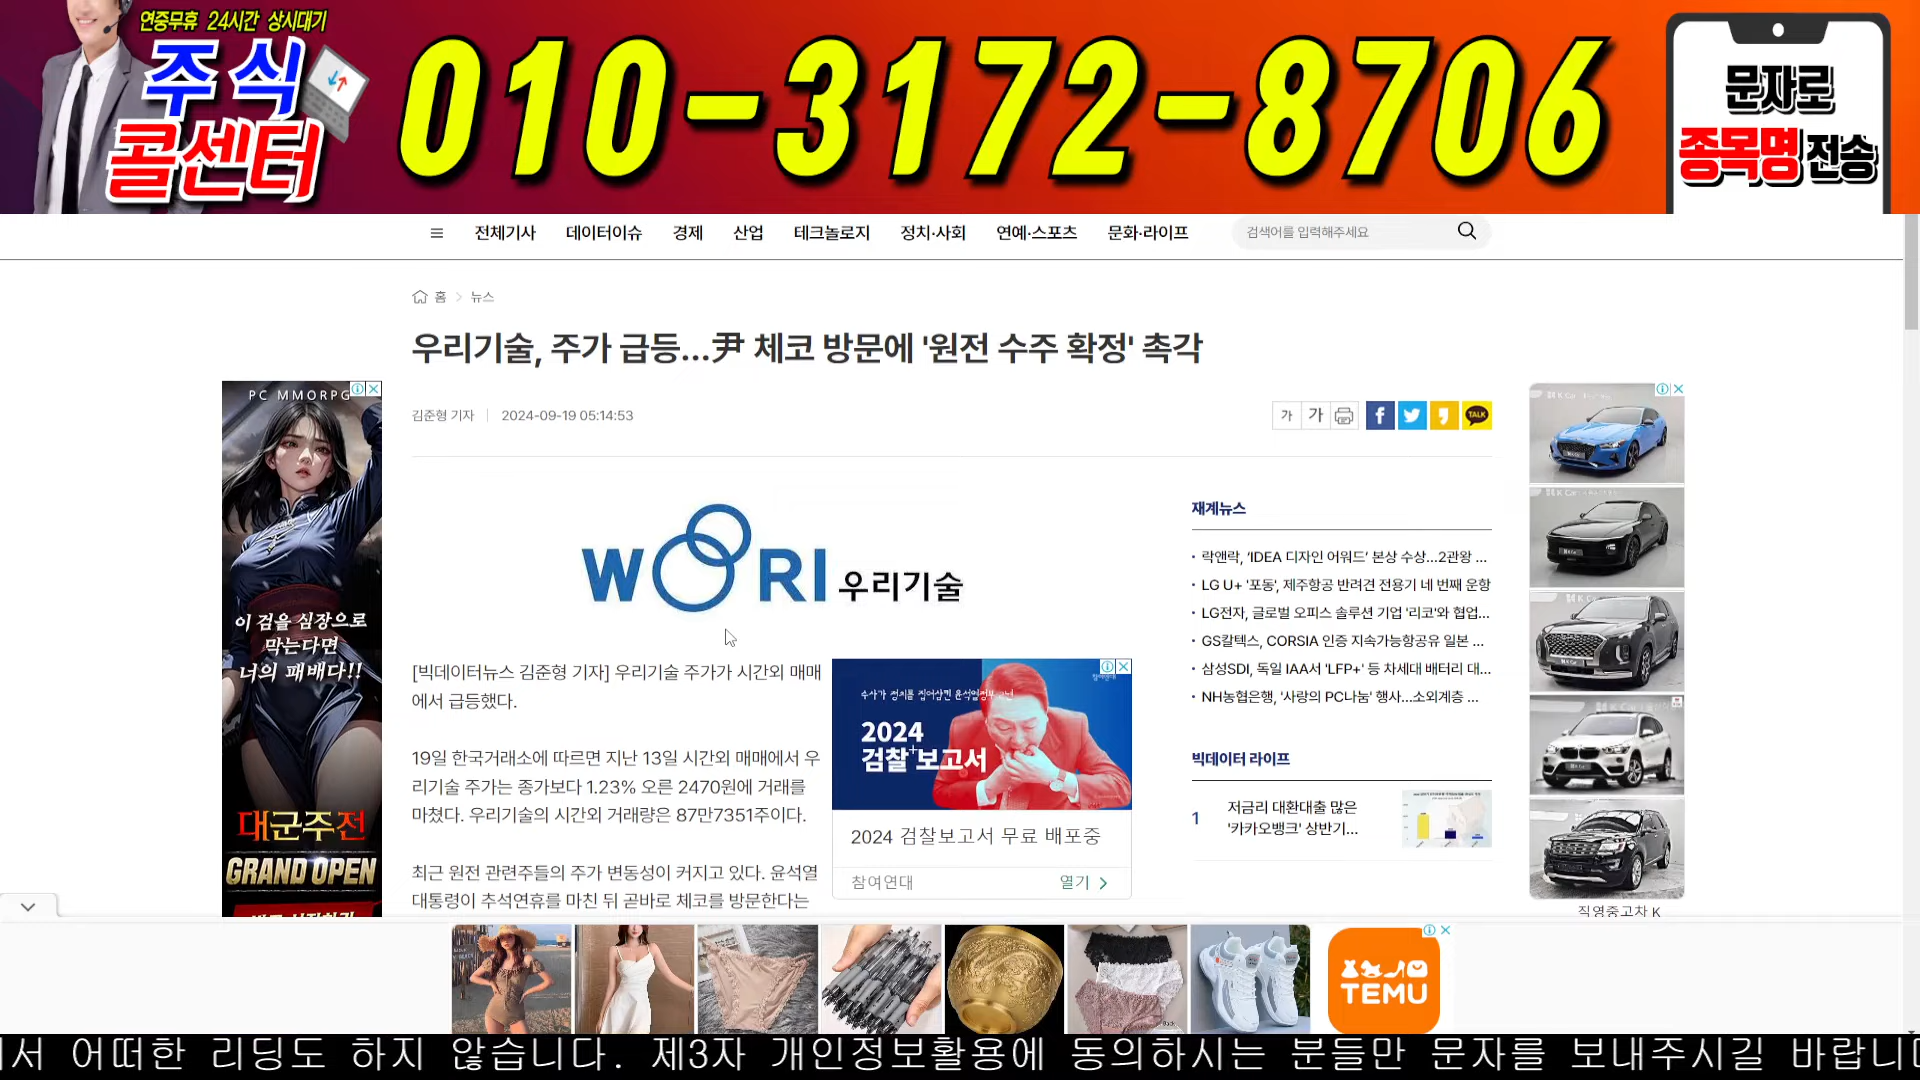 연중무휴 24시간 상시대기
주식
콜센터
010-3172-8706
문자로
종목명 전송
전체기사 데이터이슈 경제 산업 테크놀로지 정치·사회 연예·스포츠 문화·라이프 검색어를 입력해주세요
홈 > 뉴스
우리기술, 주가 급등...尹 체코 방문에 '원전 수주 확정' 촉각
김준형 기자 | 2024-09-19 05:14:53
가 가
TALK
WORI 우리기술
[빅데이터뉴스 김준형 기자] 우리기술 주가가 시간외 매매
에서 급등했다.
19일 한국거래소에 따르면 지난 13일 시간외 매매에서 우
리기술 주가는 종가보다 1.23% 오른 2470원에 거래를
마쳤다. 우리기술의 시간외 거래량은 87만7351주이다.
최근 원전 관련주들의 주가 변동성이 커지고 있다. 윤석열
대통령이 추석연휴를 마친 뒤 곧바로 체코를 방문한다는
PC MMORPG
이 검을 심장으로
막는다면
너의 패배다!!
대군주전
GRAND OPEN
2024
검찰+보고서
2024 검찰보고서 무료 배포중
참여연대 열기
재계뉴스
· 락앤락, 'IDEA 디자인 어워드' 본상 수상...2관왕 ...
· LG U+ '포동', 제주항공 반려견 전용기 네 번째 운항
· LG전자, 글로벌 오피스 솔루션 기업 '리코'와 협업...
· GS칼텍스, CORSIA 인증 지속가능항공유 일본 ...
· 삼성SDI, 독일 IAA서 'LFP+' 등 차세대 배터리 대...
· NH농협은행, '사랑의 PC나눔' 행사...소외계층 ...
빅데이터 라이프
1 저금리 대환대출 많은
'카카오뱅크' 상반기...
직영중고차 K
TEMU
서 어떠한 리딩도 하지 않습니다. 제3자 개인정보활용에 동의하시는 분들만 문자를 보내주시길 바랍니다